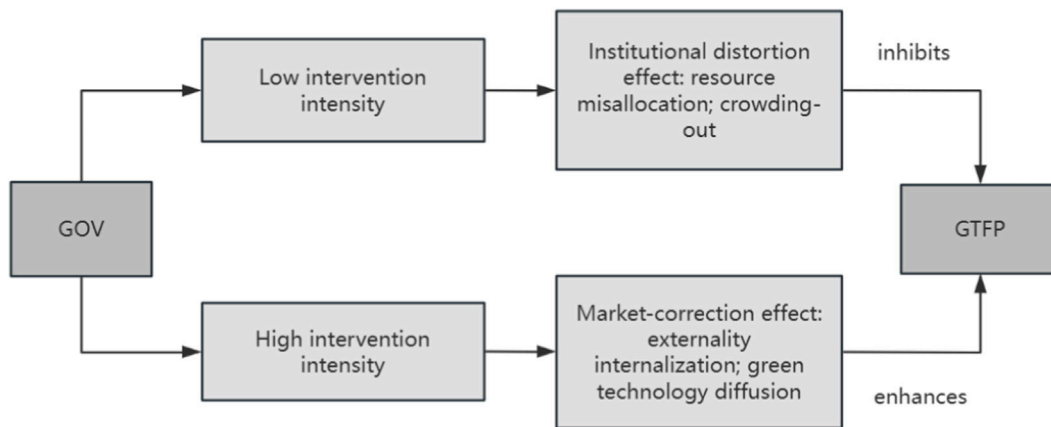 Low intervention
intensity
Institutional distortion
effect: resource
misallocation; crowding-
out
inhibits
GOV
GTFP
High intervention
intensity
Market-correction effect:
externality
internalization; green
technology diffusion
enhances